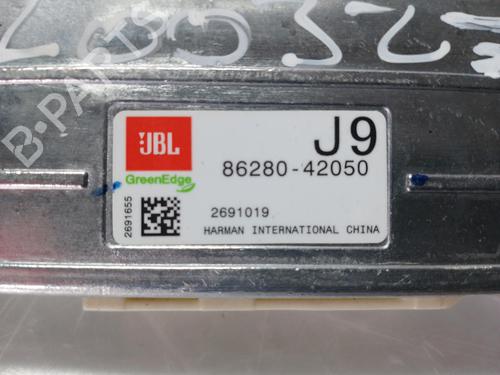 B-PARTS
JBL
J9
GreenEdge
86280-42050
2691655
2691019
HARMAN INTERNATIONAL CHINA